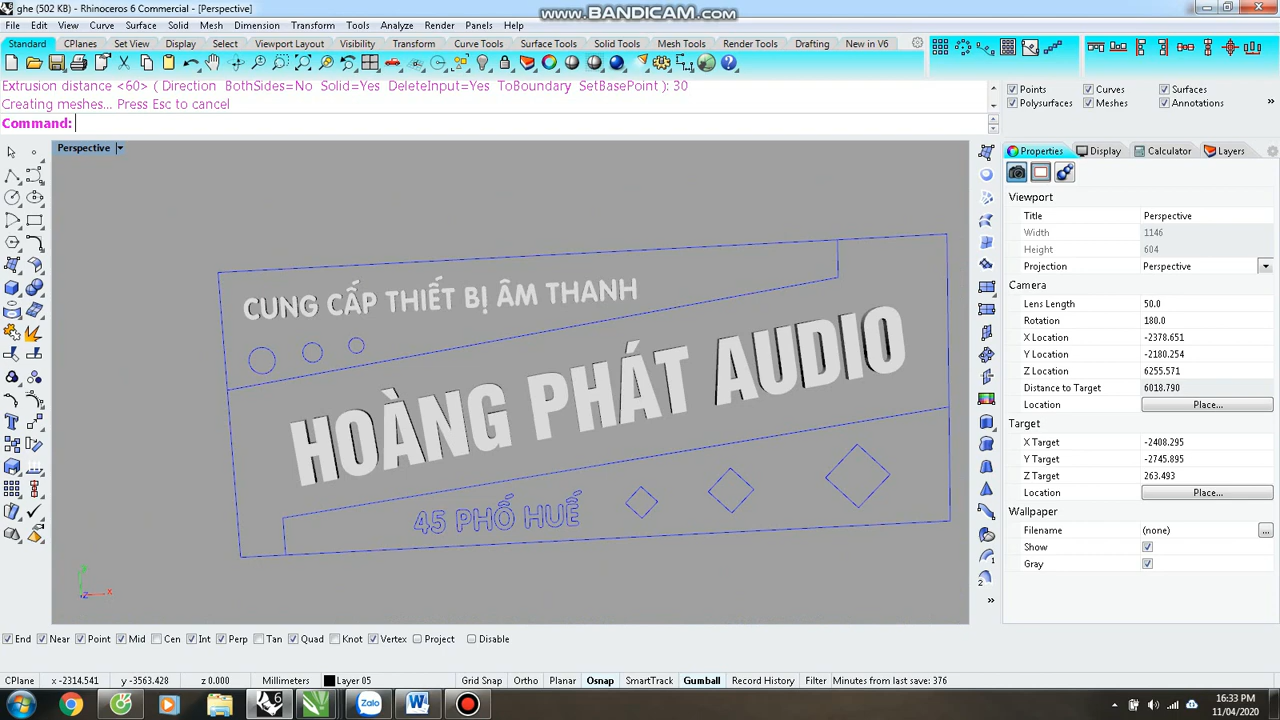 ghe (502 KB) - Rhinoceros 6 Commercial - [Perspective]
www.BANDICAM.com
File Edit View Curve Surface Solid Mesh Dimension Transform Tools Analyze Render Panels Help
Standard CPlanes Set View Display Select Viewport Layout Visibility Transform Curve Tools Surface Tools Solid Tools Mesh Tools Render Tools Drafting New in V6
Extrusion distance <60> ( Direction BothSides=No Solid=Yes DeleteInput=Yes ToBoundary SetBasePoint ): 30
Creating meshes... Press Esc to cancel
Command:
Points Curves Surfaces
Polysurfaces Meshes Annotations
Perspective
Properties Display Calculator Layers
Viewport
Title Perspective
Width 1146
Height 604
Projection Perspective
Camera
Lens Length 50.0
Rotation 180.0
X Location -2378.651
Y Location -2180.254
Z Location 6255.571
Distance to Target 6018.790
Location Place...
Target
X Target -2408.295
Y Target -2745.895
Z Target 263.493
Location Place...
Wallpaper
Filename (none) ...
Show
Gray
CUNG CẤP THIẾT BỊ ÂM THANH
HOÀNG PHÁT AUDIO
45 PHỐ HUẾ
End Near Point Mid Cen Int Perp Tan Quad Knot Vertex Project Disable
CPlane x -2314.541 y -3563.428 z 0.000 Millimeters Layer 05 Grid Snap Ortho Planar Osnap SmartTrack Gumball Record History Filter Minutes from last save: 376
Zalo
16:33 PM
11/04/2020